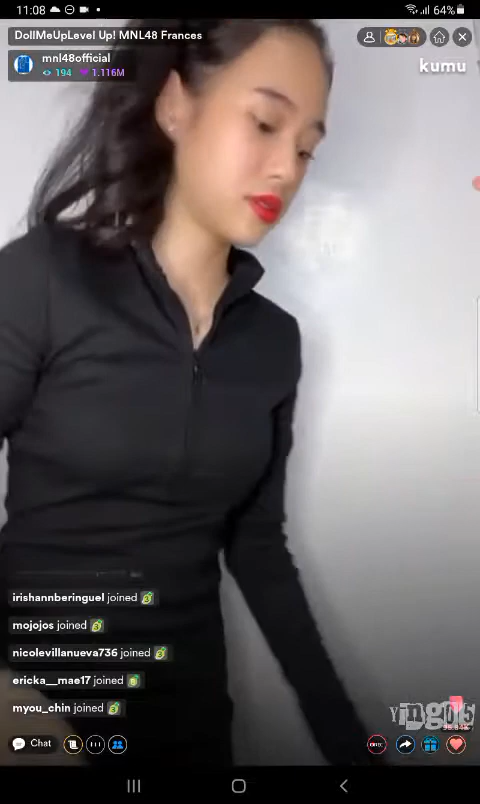 11:08
64%
DollMeUpLevel Up! MNL48 Frances
mnl48official
194 1.116M
kumu
irishannberinguel joined
mojojos joined
nicolevillanueva736 joined
ericka__mae17 joined
myou_chin joined
Chat